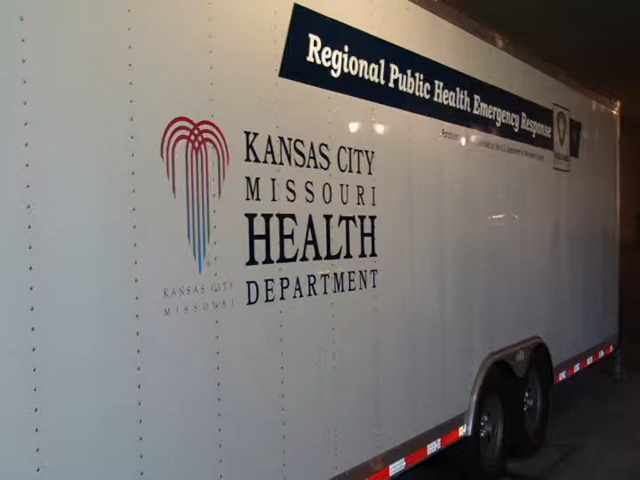 Regional Public Health Emergency Response
KANSAS CITY
MISSOURI
HEALTH
DEPARTMENT
KANSAS CITY
MISSOURI